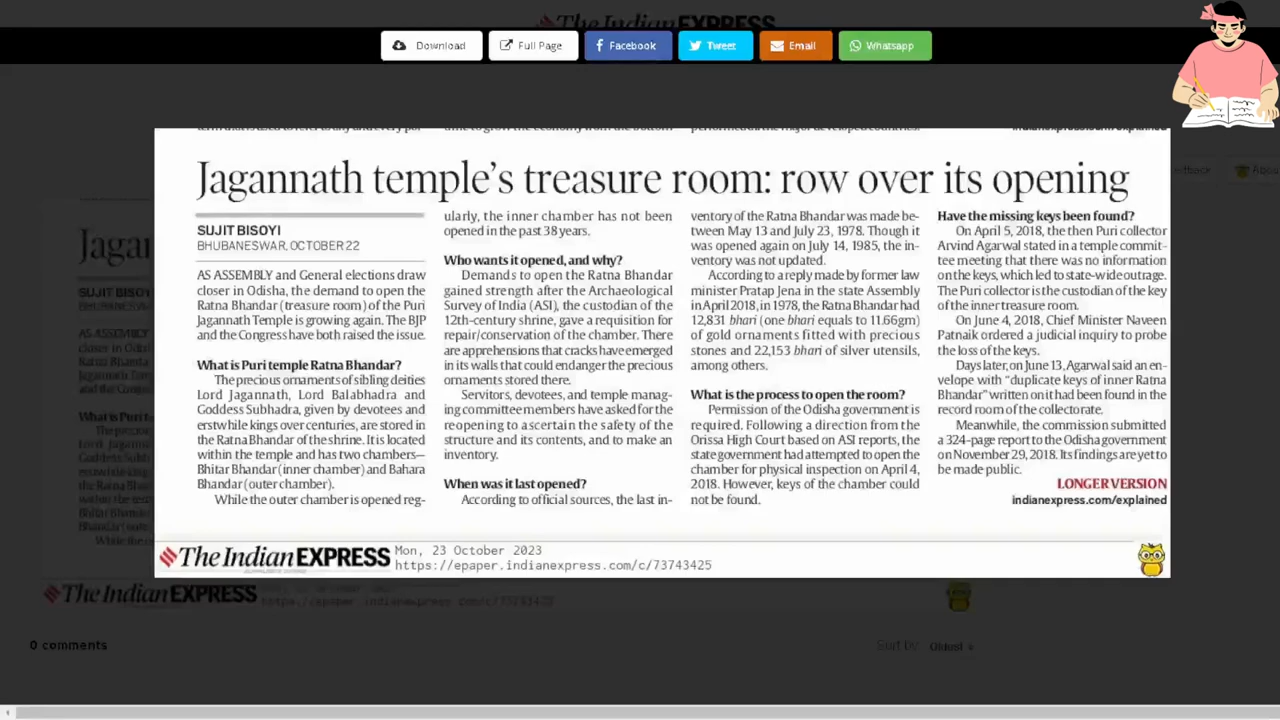 The Indian EXPRESS
Download
Full Page
Facebook
Tweet
Email
Whatsapp
Jagannath temple's treasure room: row over its opening
SUJIT BISOYI
BHUBANESWAR, OCTOBER 22
AS ASSEMBLY and General elections draw
closer in Odisha, the demand to open the
Ratna Bhandar (treasure room) of the Puri
Jagannath Temple is growing again. The BJP
and the Congress have both raised the issue.
What is Puri temple Ratna Bhandar?
The precious ornaments of sibling deities
Lord Jagannath, Lord Balabhadra and
Goddess Subhadra, given by devotees and
erstwhile kings over centuries, are stored in
the Ratna Bhandar of the shrine. It is located
within the temple and has two chambers—
Bhitar Bhandar (inner chamber) and Bahara
Bhandar (outer chamber).
While the outer chamber is opened reg-
ularly, the inner chamber has not been
opened in the past 38 years.
Who wants it opened, and why?
Demands to open the Ratna Bhandar
gained strength after the Archaeological
Survey of India (ASI), the custodian of the
12th-century shrine, gave a requisition for
repair/conservation of the chamber. There
are apprehensions that cracks have emerged
in its walls that could endanger the precious
ornaments stored there.
Servitors, devotees, and temple manag-
ing committee members have asked for the
reopening to ascertain the safety of the
structure and its contents, and to make an
inventory.
When was it last opened?
According to official sources, the last in-
ventory of the Ratna Bhandar was made be-
tween May 13 and July 23, 1978. Though it
was opened again on July 14, 1985, the in-
ventory was not updated.
According to a reply made by former law
minister Pratap Jena in the state Assembly
in April 2018, in 1978, the Ratna Bhandar had
12,831 bhari (one bhari equals to 11.66gm)
of gold ornaments fitted with precious
stones and 22,153 bhari of silver utensils,
among others.
What is the process to open the room?
Permission of the Odisha government is
required. Following a direction from the
Orissa High Court based on ASI reports, the
state government had attempted to open the
chamber for physical inspection on April 4,
2018. However, keys of the chamber could
not be found.
Have the missing keys been found?
On April 5, 2018, the then Puri collector
Arvind Agarwal stated in a temple commit-
tee meeting that there was no information
on the keys, which led to state-wide outrage.
The Puri collector is the custodian of the key
of the inner treasure room.
On June 4, 2018, Chief Minister Naveen
Patnaik ordered a judicial inquiry to probe
the loss of the keys.
Days later, on June 13, Agarwal said an en-
velope with "duplicate keys of inner Ratna
Bhandar" written on it had been found in the
record room of the collectorate.
Meanwhile, the commission submitted
a 324-page report to the Odisha government
on November 29, 2018. Its findings are yet to
be made public.
LONGER VERSION
indianexpress.com/explained
The Indian EXPRESS
Mon, 23 October 2023
https://epaper.indianexpress.com/c/73743425
The Indian EXPRESS
https://epaper.indianexpress.com/c/73743425
0 comments
Sort by: Oldest